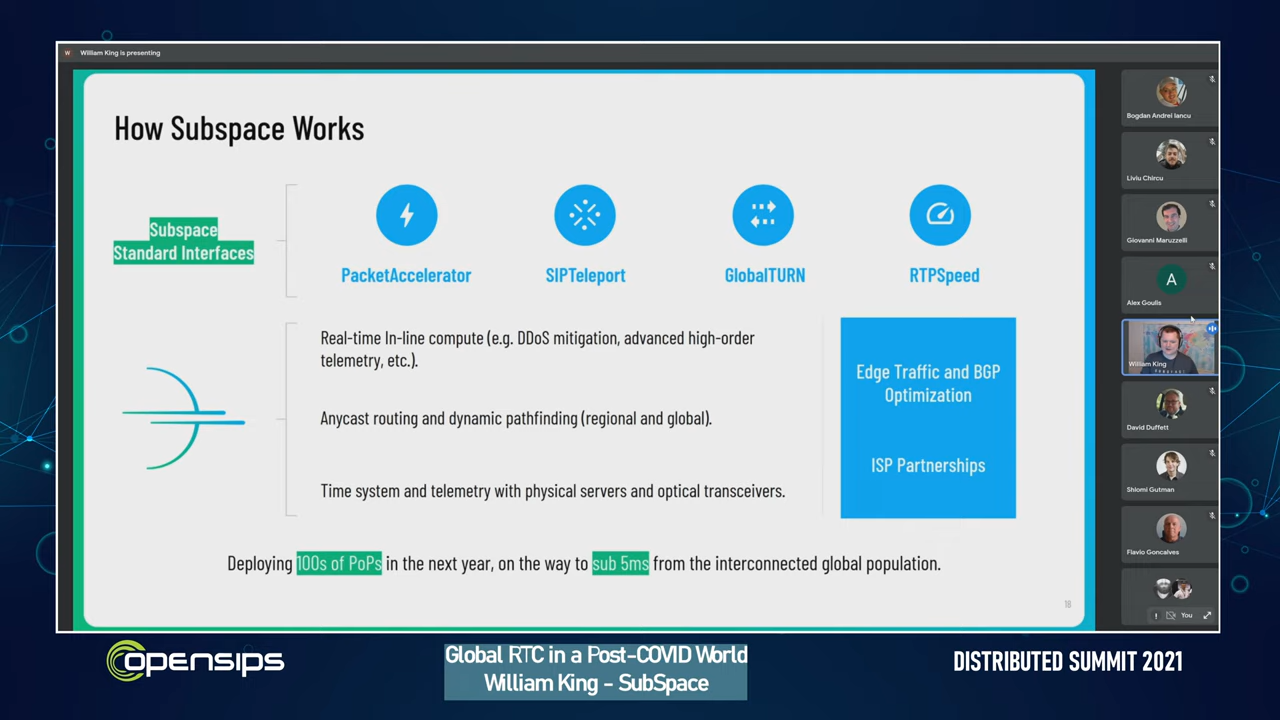 W William King is presenting
How Subspace Works
Subspace
Standard Interfaces
PacketAccelerator
SIPTeleport
GlobalTURN
RTPSpeed
Real-time In-line compute (e.g. DDoS mitigation, advanced high-order
telemetry, etc.).
Anycast routing and dynamic pathfinding (regional and global).
Time system and telemetry with physical servers and optical transceivers.
Edge Traffic and BGP
Optimization
ISP Partnerships
Deploying 100s of PoPs in the next year, on the way to sub 5ms from the interconnected global population.
18
Bogdan Andrei Iancu
Liviu Chircu
Giovanni Maruzzelli
A
Alex Goulis
William King
David Duffett
Shlomi Gutman
Flavio Goncalves
You
OPENSIPS
Global RTC in a Post-COVID World
William King - SubSpace
DISTRIBUTED SUMMIT 2021